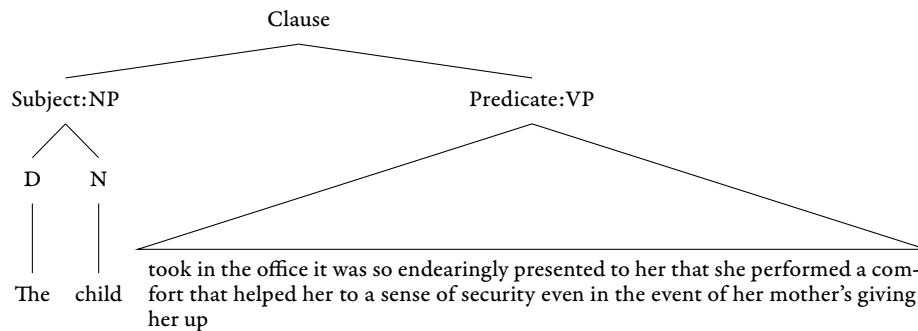 Clause
Subject:NP Predicate:VP
D N
The child took in the office it was so endearingly presented to her that she performed a com-
fort that helped her to a sense of security even in the event of her mother’s giving
her up